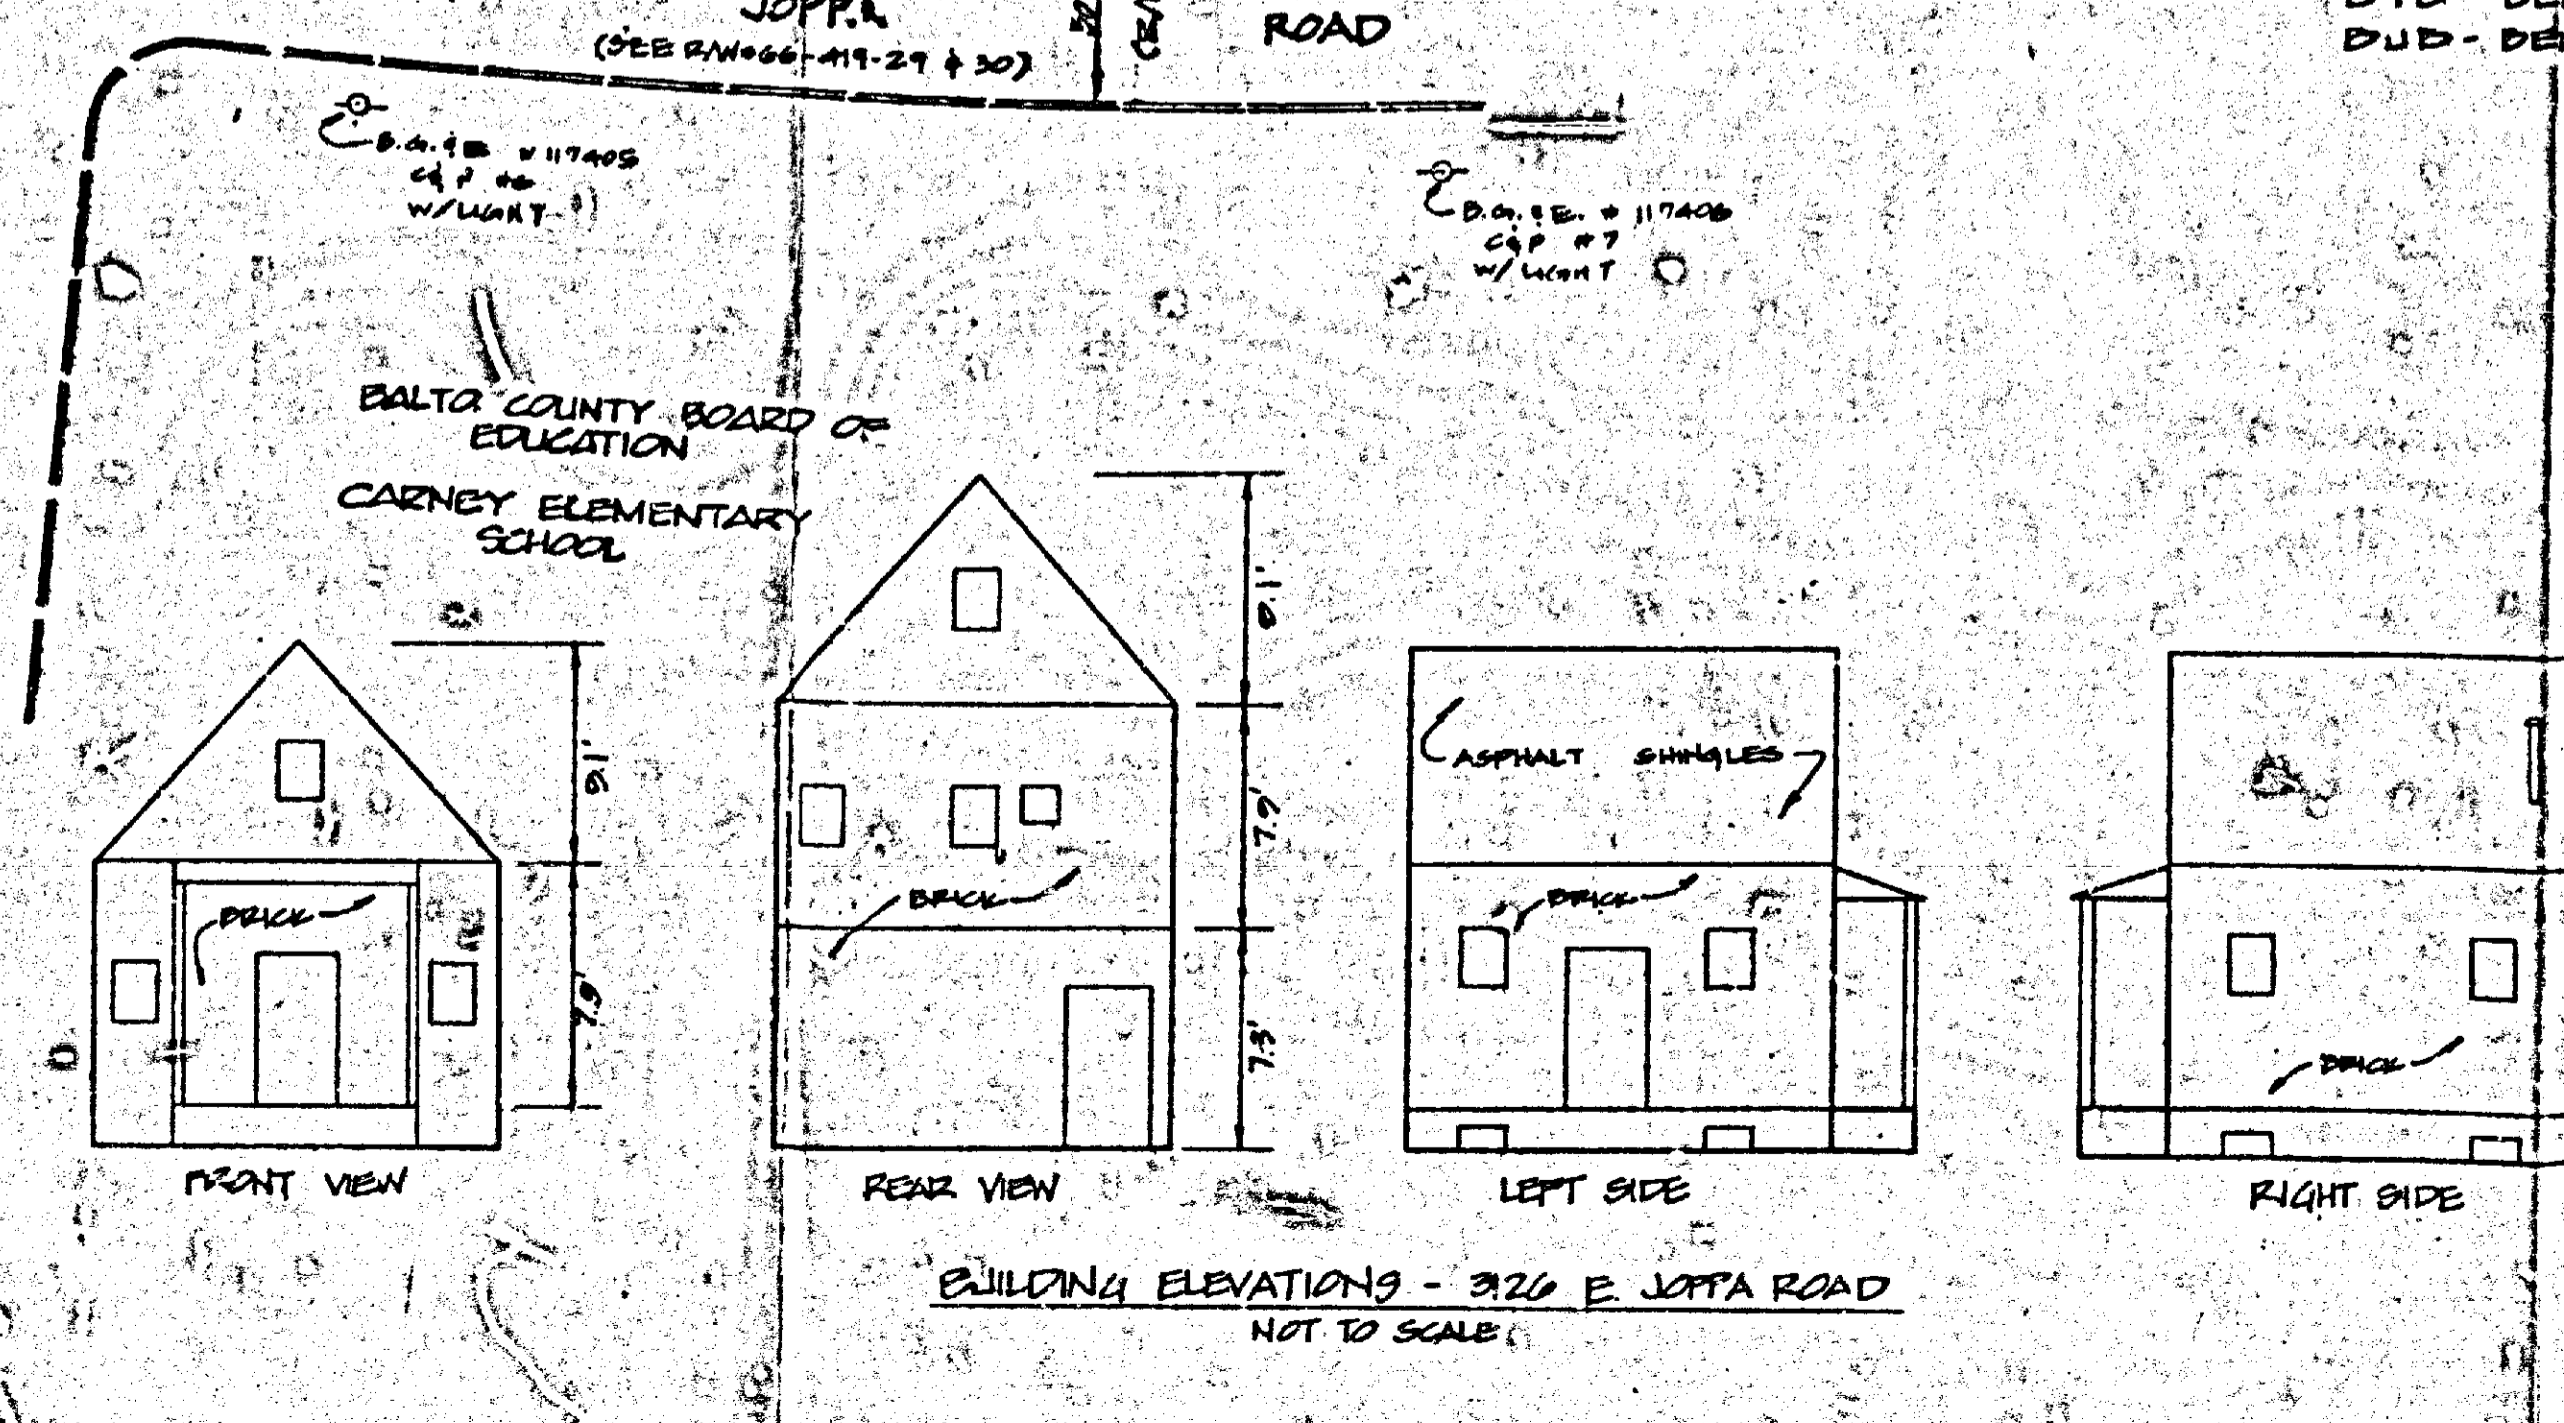 JOPPA
ROAD
(SEE R/W #66-419-29 & 30)
B.G.&E. # 117405
C&P #6
W/LIGHT
B.G.&E. # 117406
C&P #7
W/ LIGHT
BALTO. COUNTY BOARD OF
EDUCATION
CARNEY ELEMENTARY
SCHOOL
9.1'
7.9'
BRICK
FRONT VIEW
7.9'
7.3'
BRICK
REAR VIEW
ASPHALT SHINGLES
BRICK
LEFT SIDE
BRICK
RIGHT SIDE
BUILDING ELEVATIONS - 3126 E. JOPPA ROAD
NOT TO SCALE